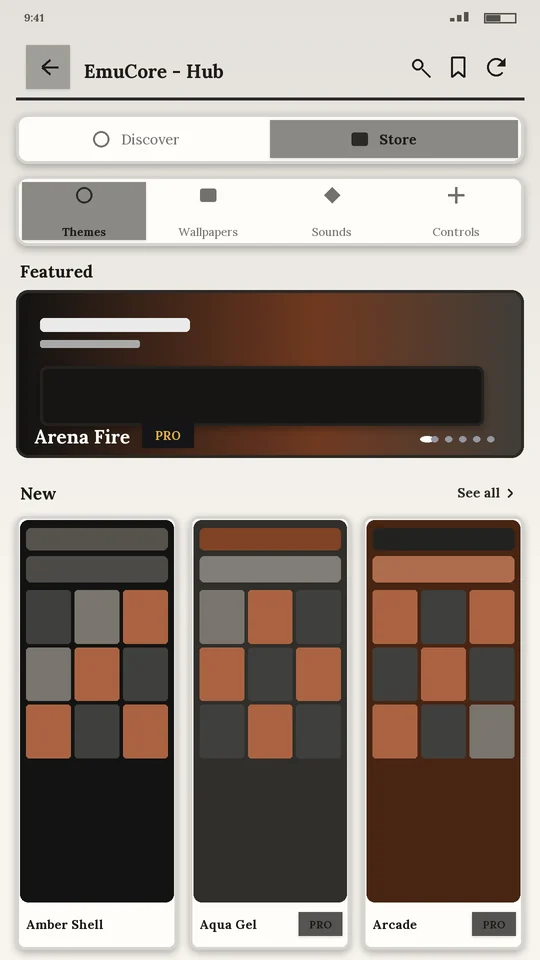 9:41
EmuCore - Hub
Discover
Store
Themes
Wallpapers
Sounds
Controls
Featured
Arena Fire
PRO
New
See all
Amber Shell
Aqua Gel
PRO
Arcade
PRO